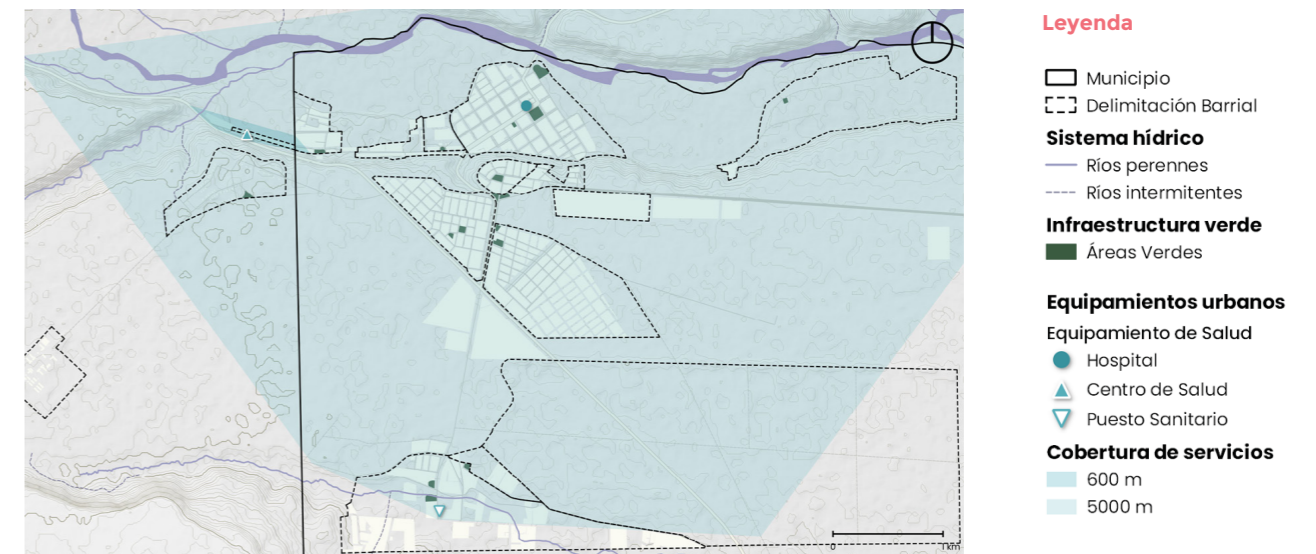 Leyenda
Municipio
Delimitación Barrial
Sistema hídrico
Ríos perennes
Ríos intermitentes
Infraestructura verde
Áreas Verdes
Equipamientos urbanos
Equipamiento de Salud
Hospital
Centro de Salud
Puesto Sanitario
Cobertura de servicios
600 m
5000 m
0 1 km